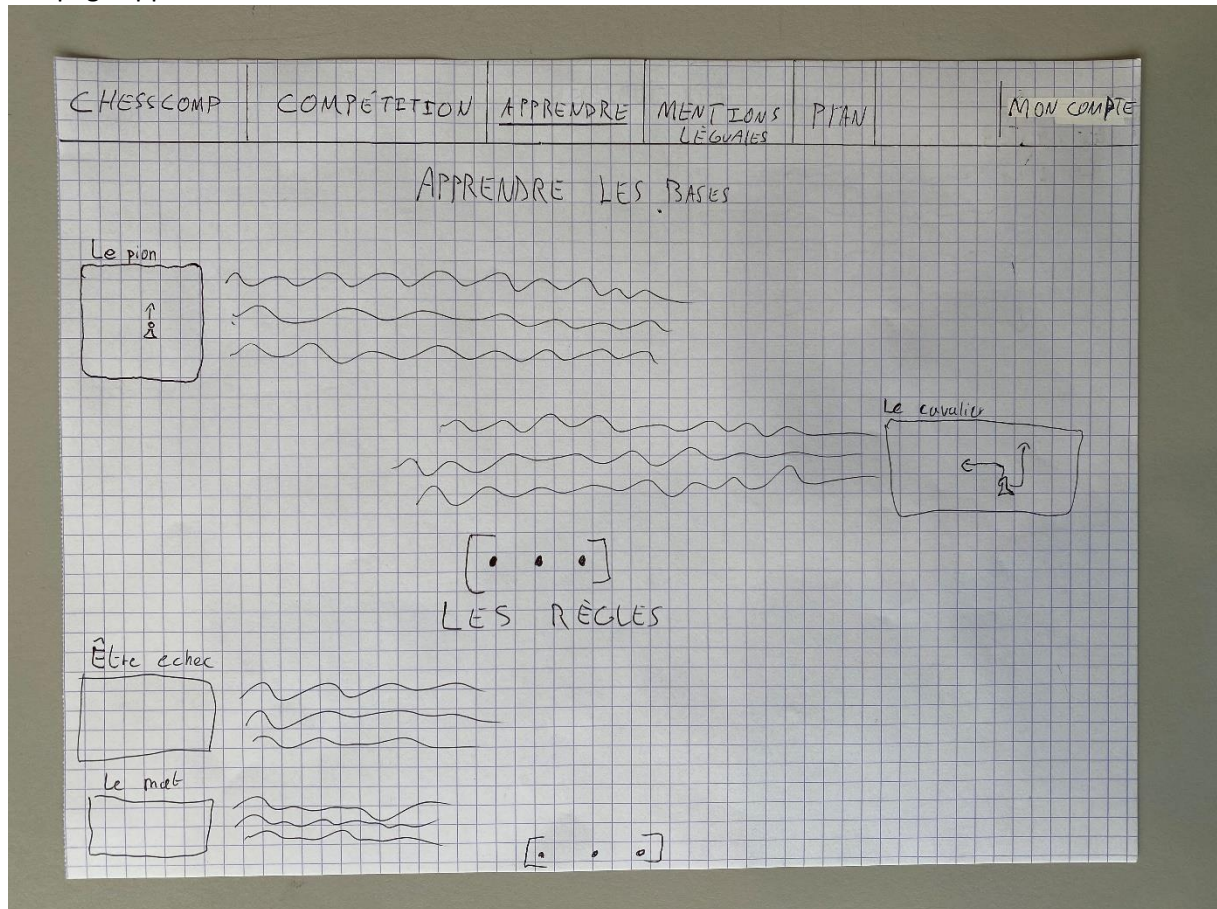 CHESSCOMP COMPÉTITION APPRENDRE MENTIONS LÉGUALES PLAN MON COMPTE
APPRENDRE LES BASES
Le pion
Le cavalier
[...]
LES RÈGLES
Être echec
Le mat
[...]